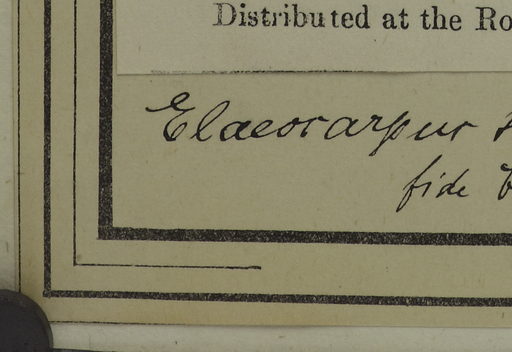 Distributed at the Ro
Elaeocarpus
fide